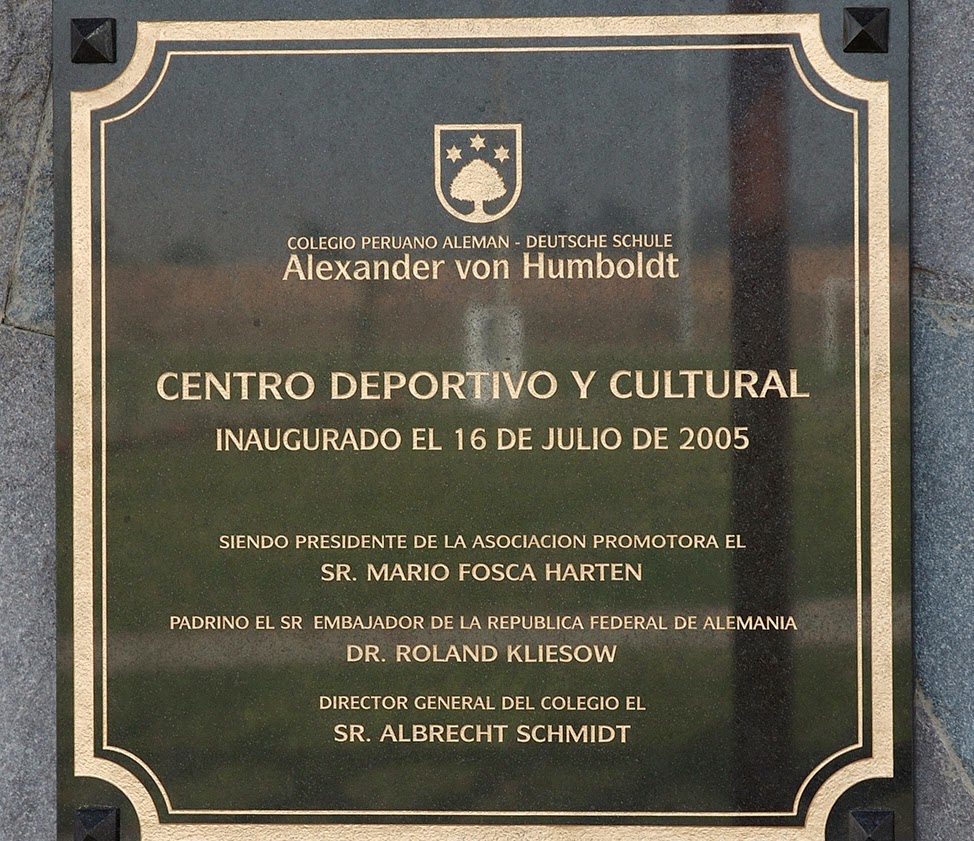 COLEGIO PERUANO ALEMAN - DEUTSCHE SCHULE
Alexander von Humboldt
CENTRO DEPORTIVO Y CULTURAL
INAUGURADO EL 16 DE JULIO DE 2005
SIENDO PRESIDENTE DE LA ASOCIACION PROMOTORA EL
SR. MARIO FOSCA HARTEN
PADRINO EL SR EMBAJADOR DE LA REPUBLICA FEDERAL DE ALEMANIA
DR. ROLAND KLIESOW
DIRECTOR GENERAL DEL COLEGIO EL
SR. ALBRECHT SCHMIDT